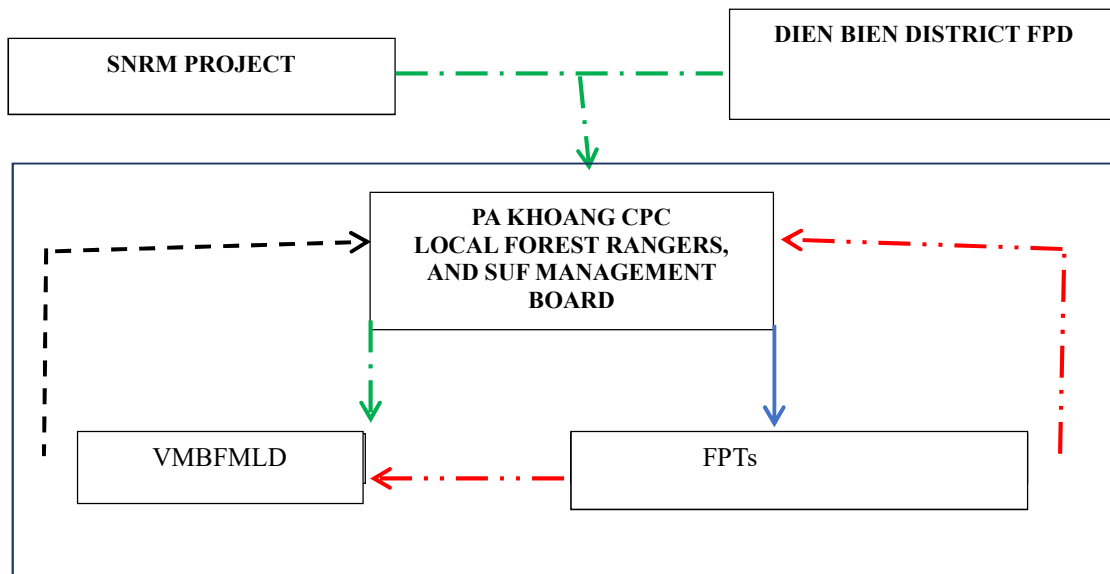 SNRM PROJECT
DIEN BIEN DISTRICT FPD
PA KHOANG CPC
LOCAL FOREST RANGERS,
AND SUF MANAGEMENT
BOARD
VMBFMLD
FPTs